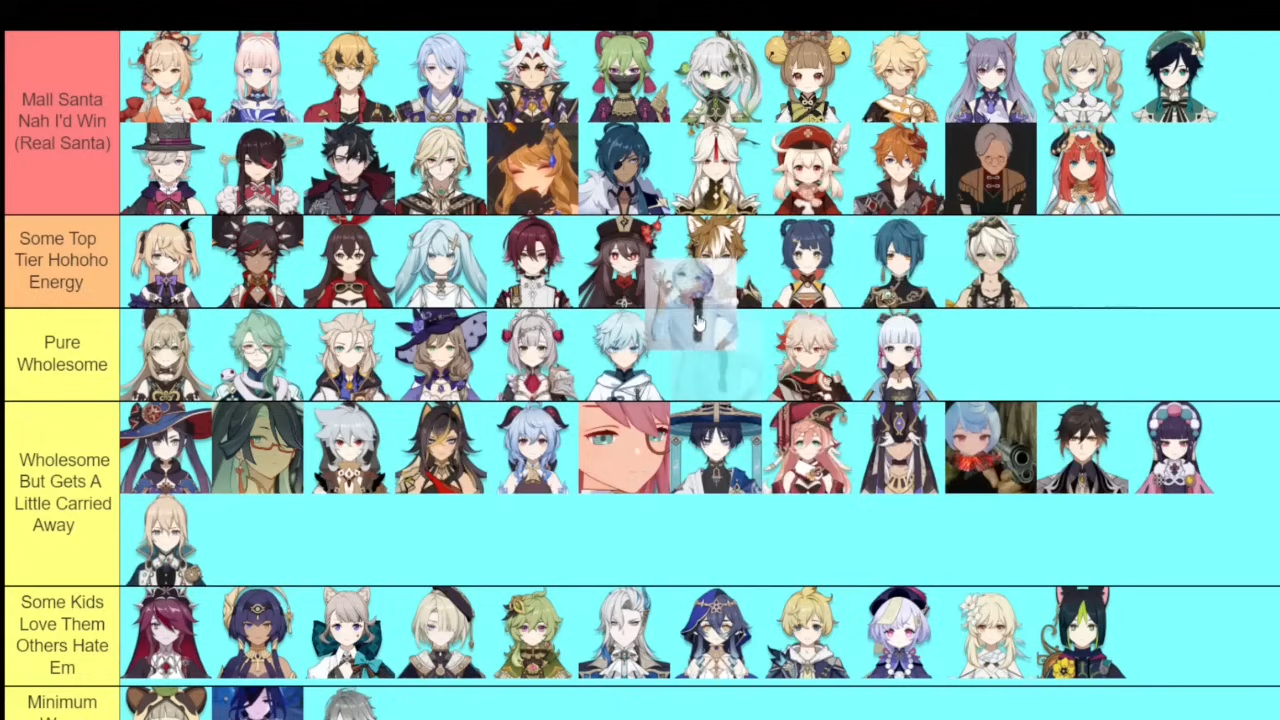 Mall Santa
Nah I'd Win
(Real Santa)
Some Top
Tier Hohoho
Energy
Pure
Wholesome
Wholesome
But Gets A
Little Carried
Away
Some Kids
Love Them
Others Hate
Em
Minimum